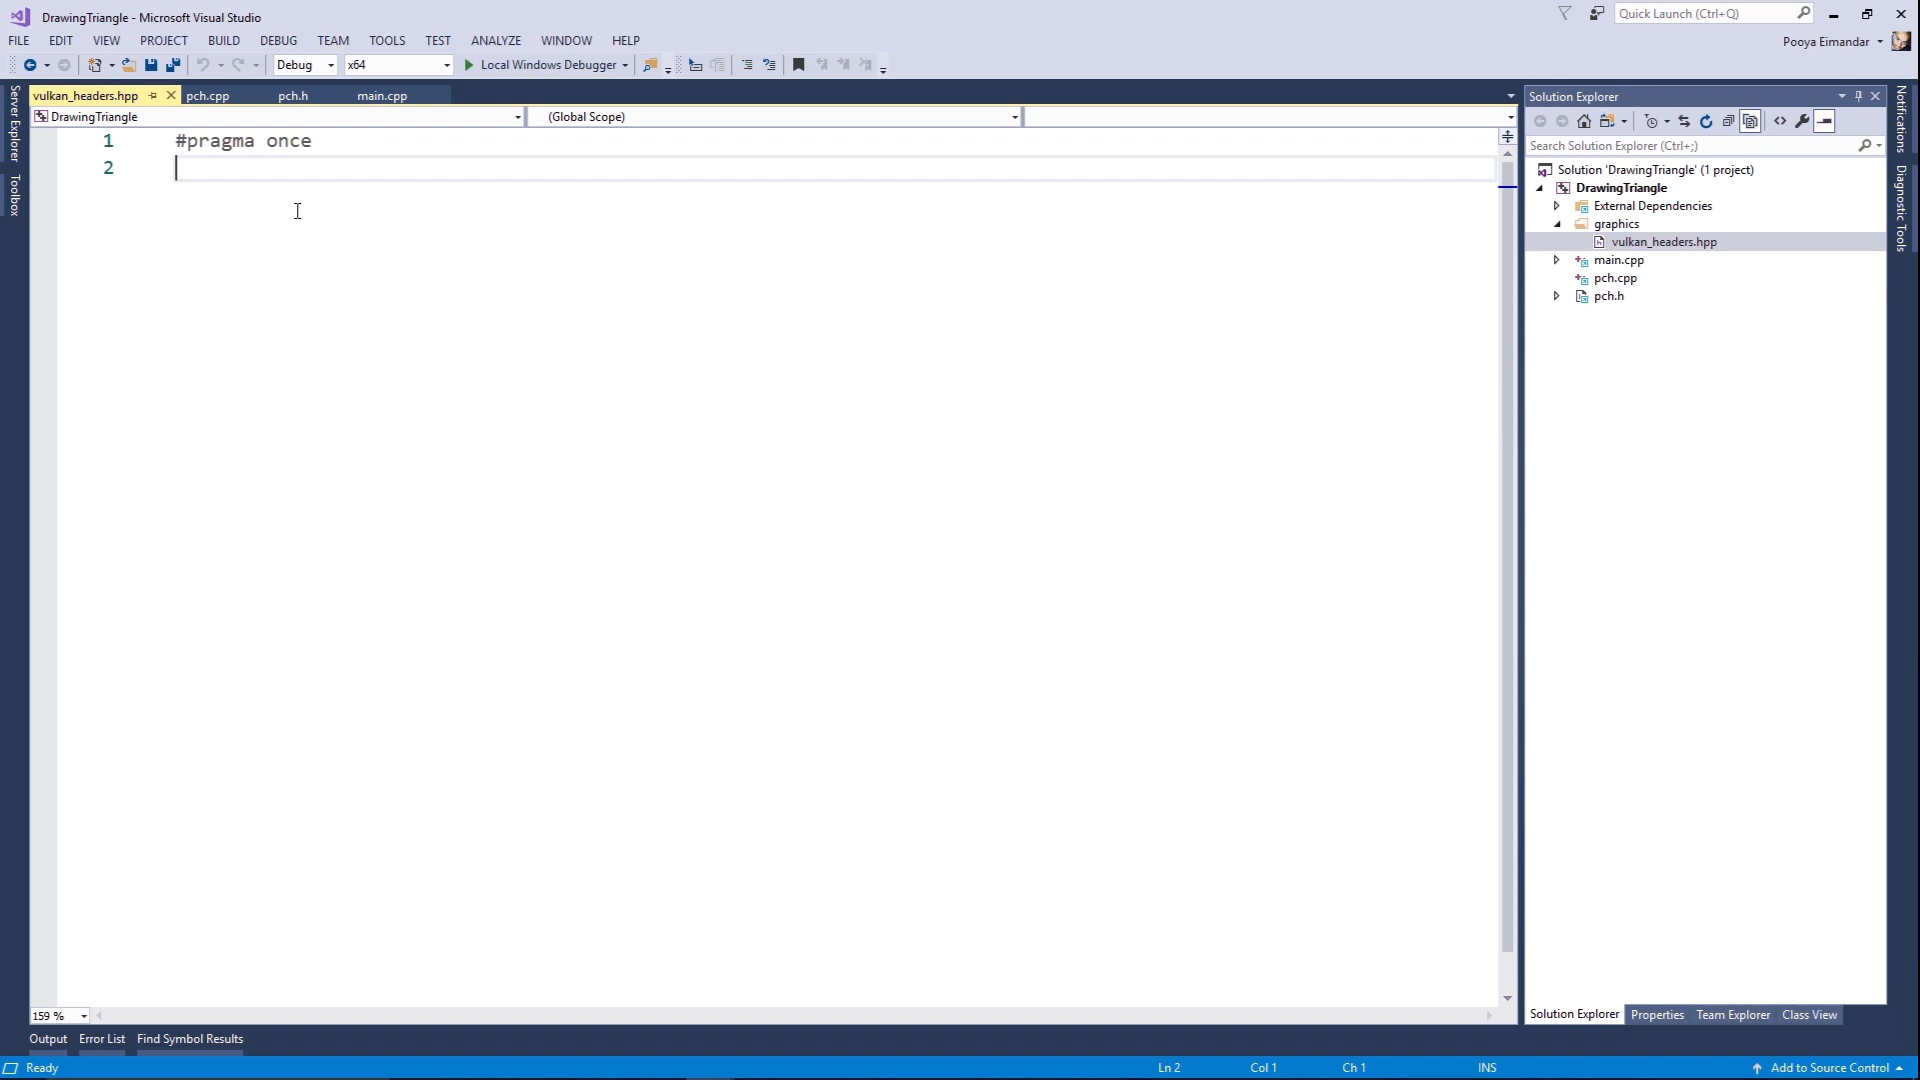 DrawingTriangle - Microsoft Visual Studio
Quick Launch (Ctrl+Q)
FILE EDIT VIEW PROJECT BUILD DEBUG TEAM TOOLS TEST ANALYZE WINDOW HELP
Pooya Eimandar
Debug x64 Local Windows Debugger
Server Explorer
Toolbox
vulkan_headers.hpp pch.cpp pch.h main.cpp
DrawingTriangle (Global Scope)
1 #pragma once
2
159 %
Solution Explorer
Search Solution Explorer (Ctrl+;)
Solution 'DrawingTriangle' (1 project)
DrawingTriangle
External Dependencies
graphics
vulkan_headers.hpp
main.cpp
pch.cpp
pch.h
Solution Explorer Properties Team Explorer Class View
Notifications
Diagnostic Tools
Output Error List Find Symbol Results
Ready Ln 2 Col 1 Ch 1 INS Add to Source Control